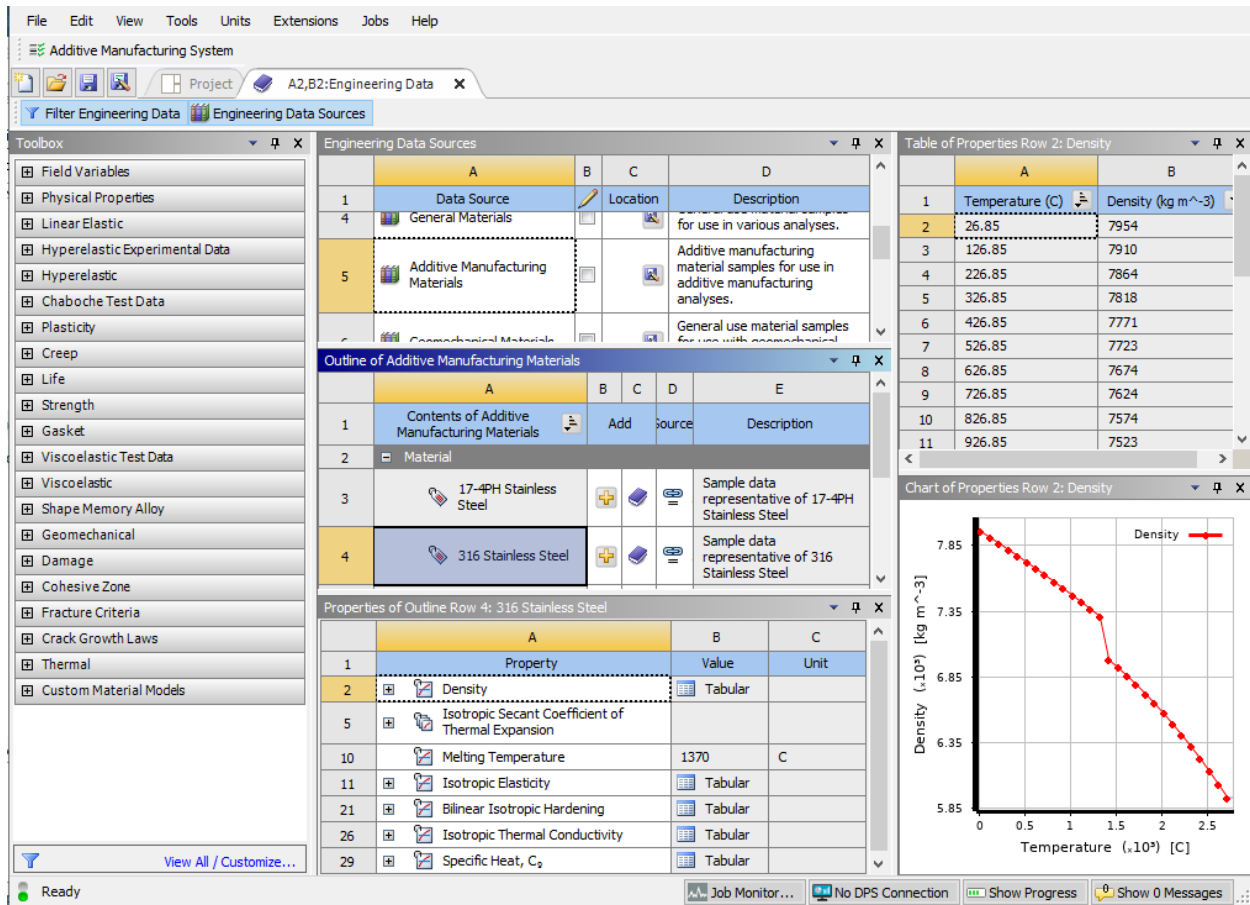 File Edit View Tools Units Extensions Jobs Help
Additive Manufacturing System
Project A2,B2:Engineering Data X
Filter Engineering Data Engineering Data Sources
Toolbox
Field Variables
Physical Properties
Linear Elastic
Hyperelastic Experimental Data
Hyperelastic
Chaboche Test Data
Plasticity
Creep
Life
Strength
Gasket
Viscoelastic Test Data
Viscoelastic
Shape Memory Alloy
Geomechanical
Damage
Cohesive Zone
Fracture Criteria
Crack Growth Laws
Thermal
Custom Material Models
View All / Customize...
Engineering Data Sources
A B C D
1 Data Source Location Description
4 General Materials General use material samples
for use in various analyses.
5 Additive Manufacturing
Materials
Additive manufacturing
material samples for use in
additive manufacturing
analyses.
Geomechanical Materials General use material samples
for use with geomechanical
Outline of Additive Manufacturing Materials
A B C D E
1 Contents of Additive
Manufacturing Materials
Add Source Description
2 Material
3 17-4PH Stainless
Steel
Sample data
representative of 17-4PH
Stainless Steel
4 316 Stainless Steel
Sample data
representative of 316
Stainless Steel
Properties of Outline Row 4: 316 Stainless Steel
A B C
1 Property Value Unit
2 Density Tabular
5 Isotropic Secant Coefficient of
Thermal Expansion
10 Melting Temperature 1370 C
11 Isotropic Elasticity Tabular
21 Bilinear Isotropic Hardening Tabular
26 Isotropic Thermal Conductivity Tabular
29 Specific Heat, Cₚ Tabular
Table of Properties Row 2: Density
A B
1 Temperature (C) Density (kg m^-3)
2 26.85 7954
3 126.85 7910
4 226.85 7864
5 326.85 7818
6 426.85 7771
7 526.85 7723
8 626.85 7674
9 726.85 7624
10 826.85 7574
11 926.85 7523
Chart of Properties Row 2: Density
Density
7.85
7.35
6.85
6.35
5.85
Density (ₓ10³) [kg m^-3]
0 0.5 1 1.5 2 2.5
Temperature (ₓ10³) [C]
Ready Job Monitor... No DPS Connection Show Progress Show 0 Messages